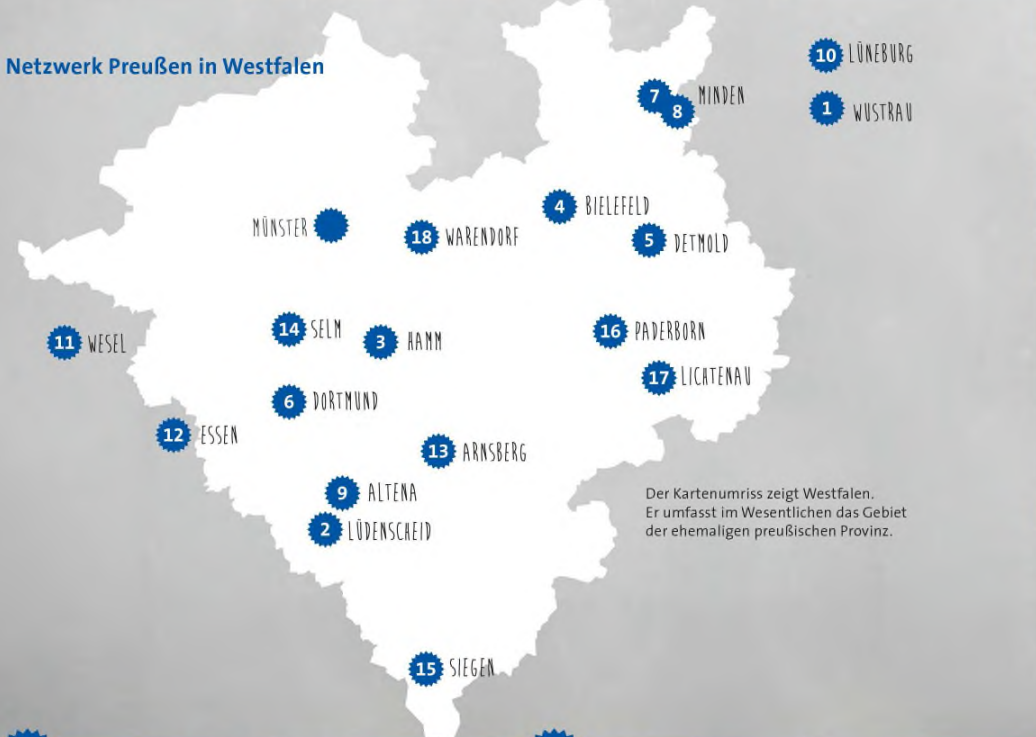 Netzwerk Preußen in Westfalen
10 LÜNEBURG
7
8
MINDEN
1 WUSTRAU
4 BIELEFELD
MÜNSTER
18 WARENDORF
5 DETMOLD
14 SELM
3 HAMM
16 PADERBORN
11 WESEL
17 LICHTENAU
6 DORTMUND
12 ESSEN
13 ARNSBERG
9 ALTENA
2 LÜDENSCHEID
Der Kartenumriss zeigt Westfalen.
Er umfasst im Wesentlichen das Gebiet
der ehemaligen preußischen Provinz.
15 SIEGEN